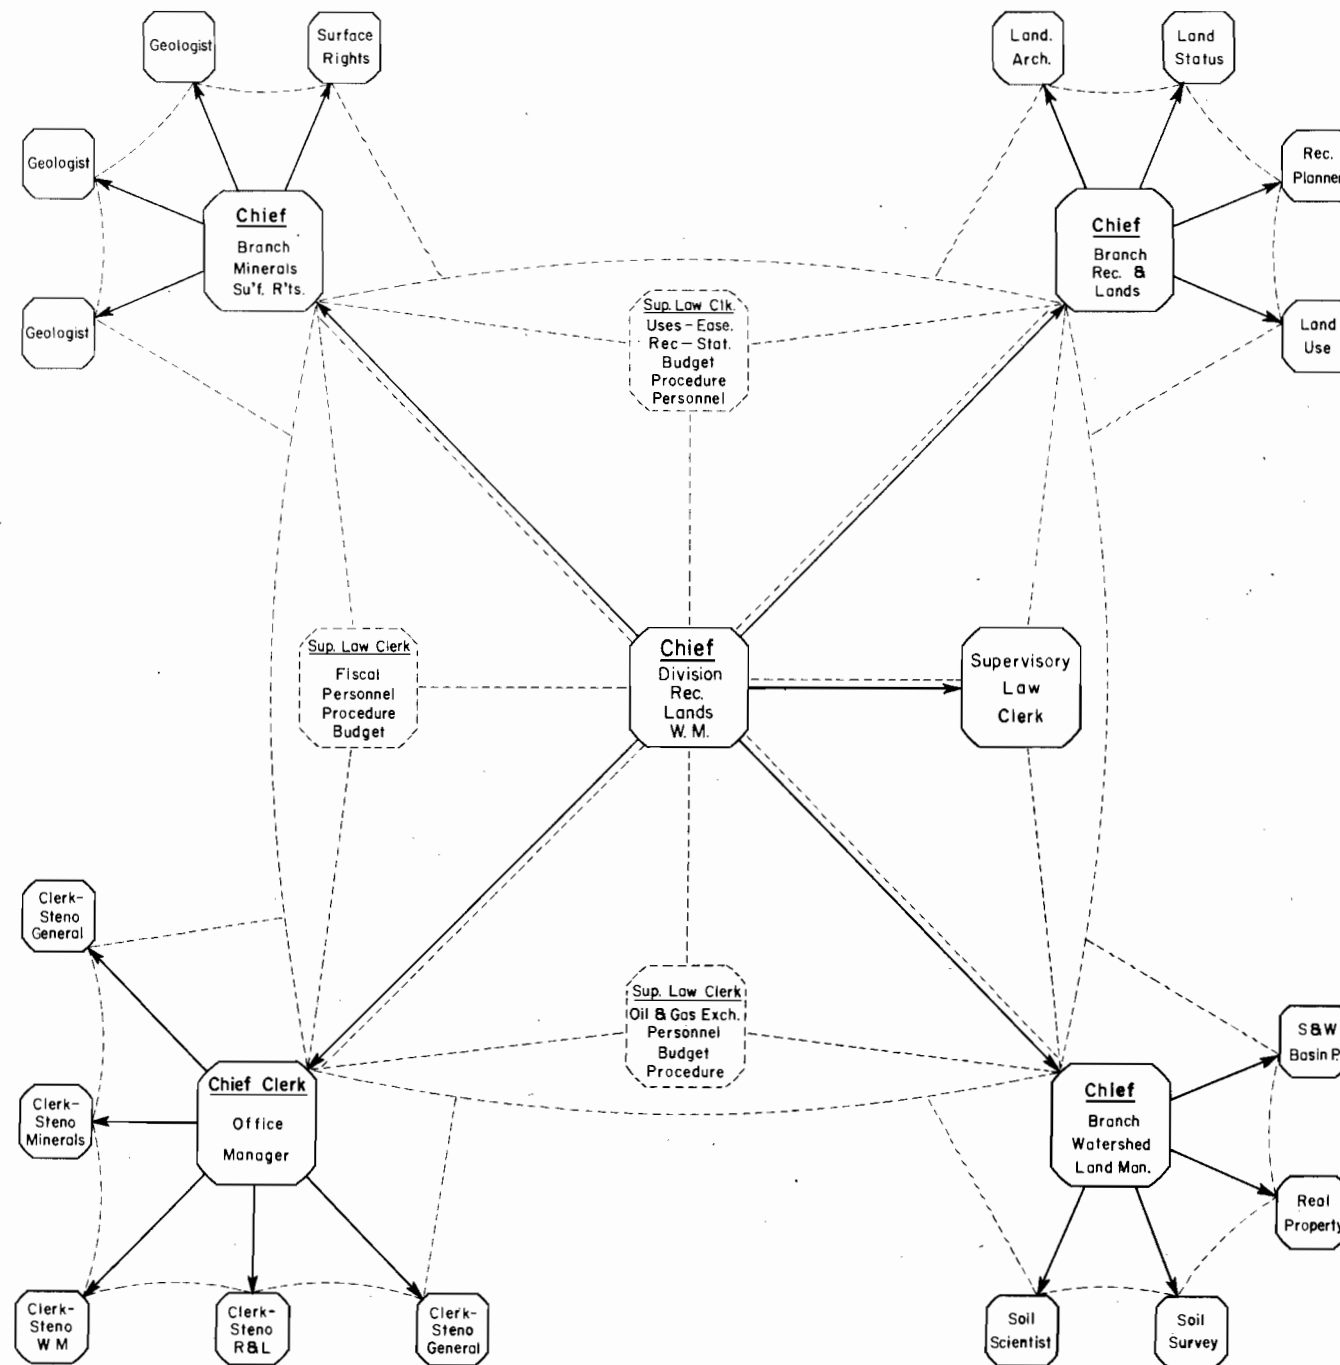 Geologist
Surface
Rights
Land.
Arch.
Land
Status
Geologist
Rec.
Planner
Chief
Branch
Minerals
Su'f. R'ts.
Chief
Branch
Rec. & 
Lands
Geologist
Land
Use
Sup. Law Clk.
Uses-Ease.
Rec-Stat.
Budget
Procedure
Personnel
Sup. Law Clerk
Fiscal
Personnel
Procedure
Budget
Chief
Division
Rec.
Lands
W. M.
Supervisory
Law
Clerk
Clerk-
Steno
General
Sup. Law Clerk
Oil & Gas Exch.
Personnel
Budget
Procedure
S&W
Basin P.
Chief Clerk
Office
Manager
Clerk-
Steno
Minerals
Chief
Branch
Watershed
Land Man.
Real
Property
Clerk-
Steno
W M
Clerk-
Steno
R&L
Clerk-
Steno
General
Soil
Scientist
Soil
Survey